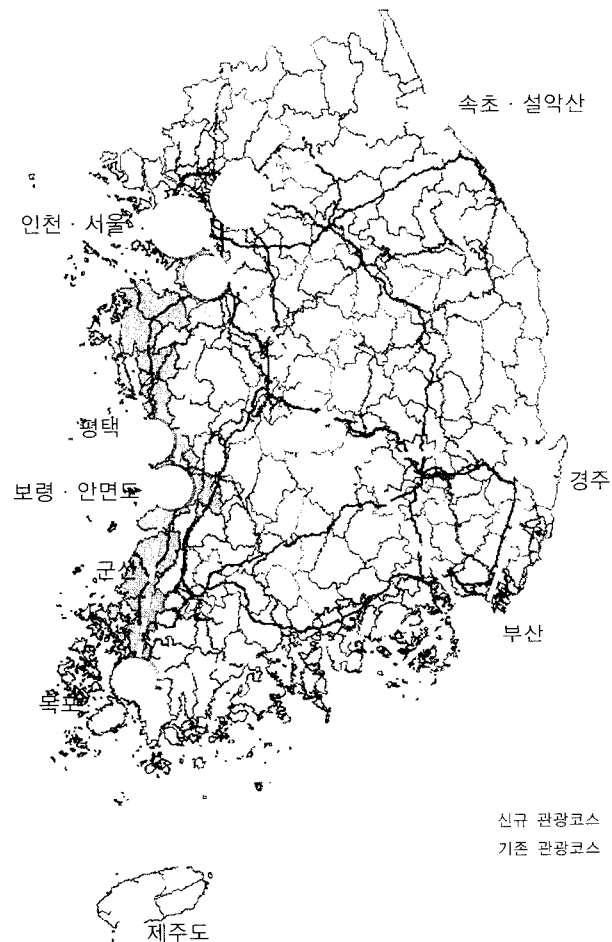 속초 · 설악산
인천 · 서울
평택
경주
보령 · 안면도
군산
부산
목포
신규 관광코스
기존 관광코스
제주도